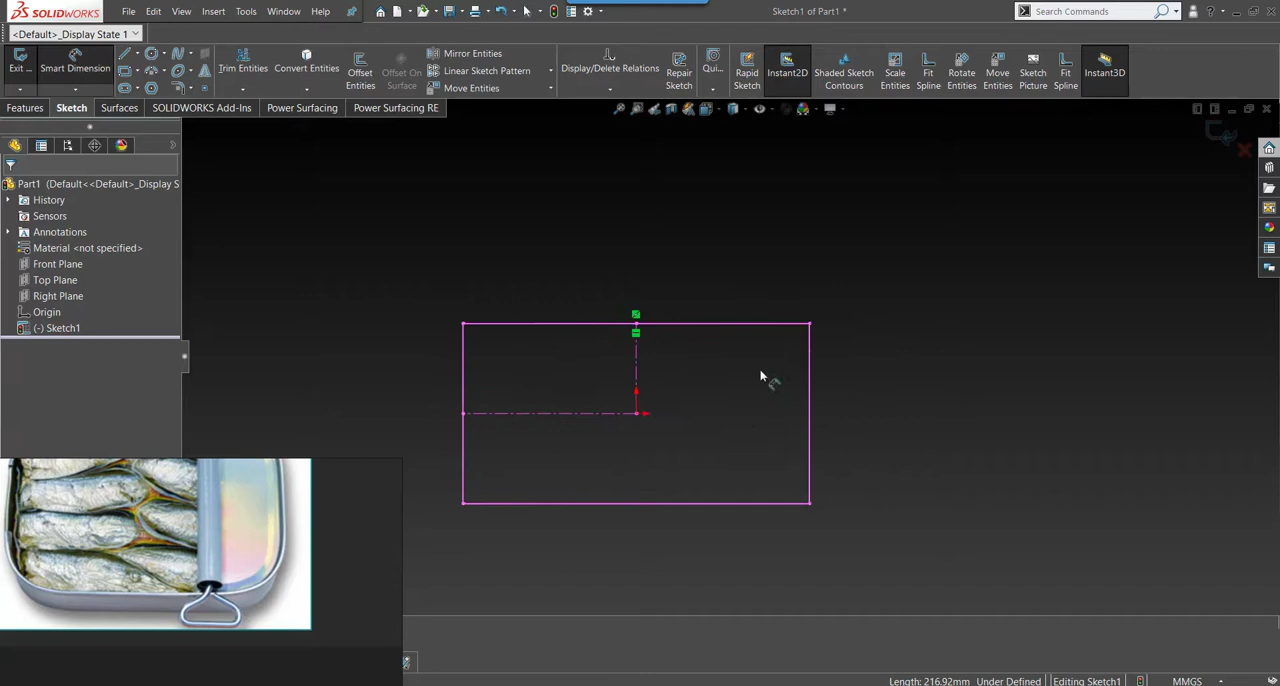 SOLIDWORKS File Edit View Insert Tools Window Help Sketch1 of Part1 * Search Commands ?
<Default>_Display State 1
Exit ... Smart Dimension Trim Entities Convert Entities Offset Entities Offset On Surface Mirror Entities Linear Sketch Pattern Move Entities Display/Delete Relations Repair Sketch Qui... Rapid Sketch Instant2D Shaded Sketch Contours Scale Entities Fit Spline Rotate Entities Move Entities Sketch Picture Fit Spline Instant3D
Features Sketch Surfaces SOLIDWORKS Add-Ins Power Surfacing Power Surfacing RE
Part1 (Default<<Default>_Display S
History
Sensors
Annotations
Material <not specified>
Front Plane
Top Plane
Right Plane
Origin
(-) Sketch1
Length: 216.92mm Under Defined Editing Sketch1 MMGS